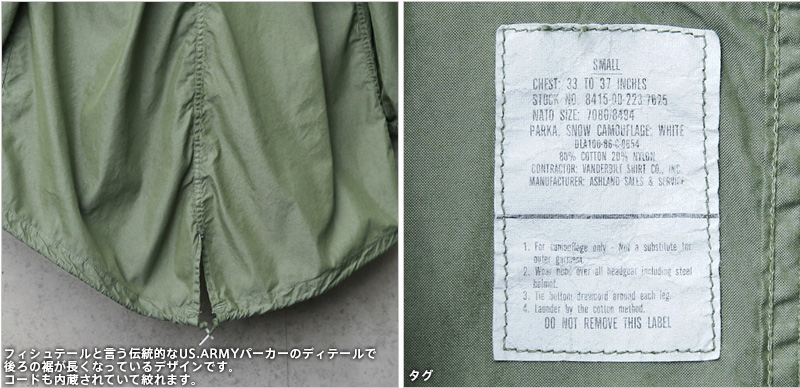 フィシュテールと言う伝統的なUS.ARMYパーカーのディテールで
後ろの裾が長くなっているデザインです。
コードも内蔵されていて絞れます。
SMALL
CHEST: 33 TO 37 INCHES
STOCK NO. 8415-00-223-7625
NATO SIZE: 7080/8494
PARKA, SNOW CAMOUFLAGE: WHITE
DLA100-86-C-0654
80% COTTON 20% NYLON
CONTRACTOR: VANDERBILT SHIRT CO., INC.
MANUFACTURER: ASHLAND SALES & SERVICE
1. For camouflage only - Not a substitute for
outer garment.
2. Wear hood over all headgear including steel
helmet.
3. Tie bottom drawcord around each leg.
4. Launder by the cotton method.
DO NOT REMOVE THIS LABEL
タグ